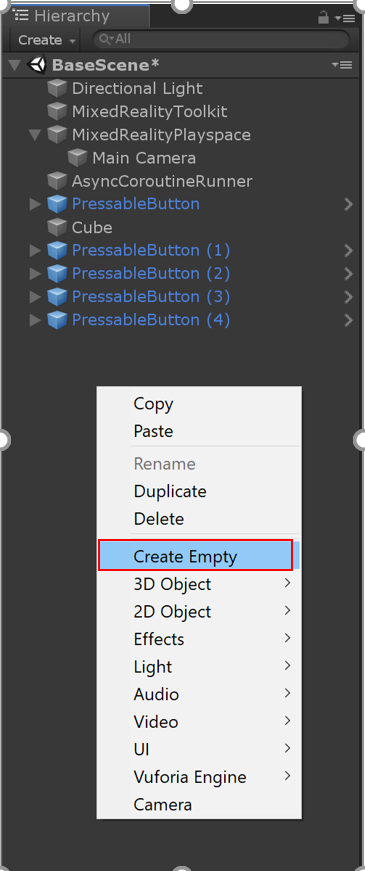 Hierarchy
Create All
BaseScene*
Directional Light
MixedRealityToolkit
MixedRealityPlayspace
Main Camera
AsyncCoroutineRunner
PressableButton
Cube
PressableButton (1)
PressableButton (2)
PressableButton (3)
PressableButton (4)
Copy
Paste
Rename
Duplicate
Delete
Create Empty
3D Object
2D Object
Effects
Light
Audio
Video
UI
Vuforia Engine
Camera